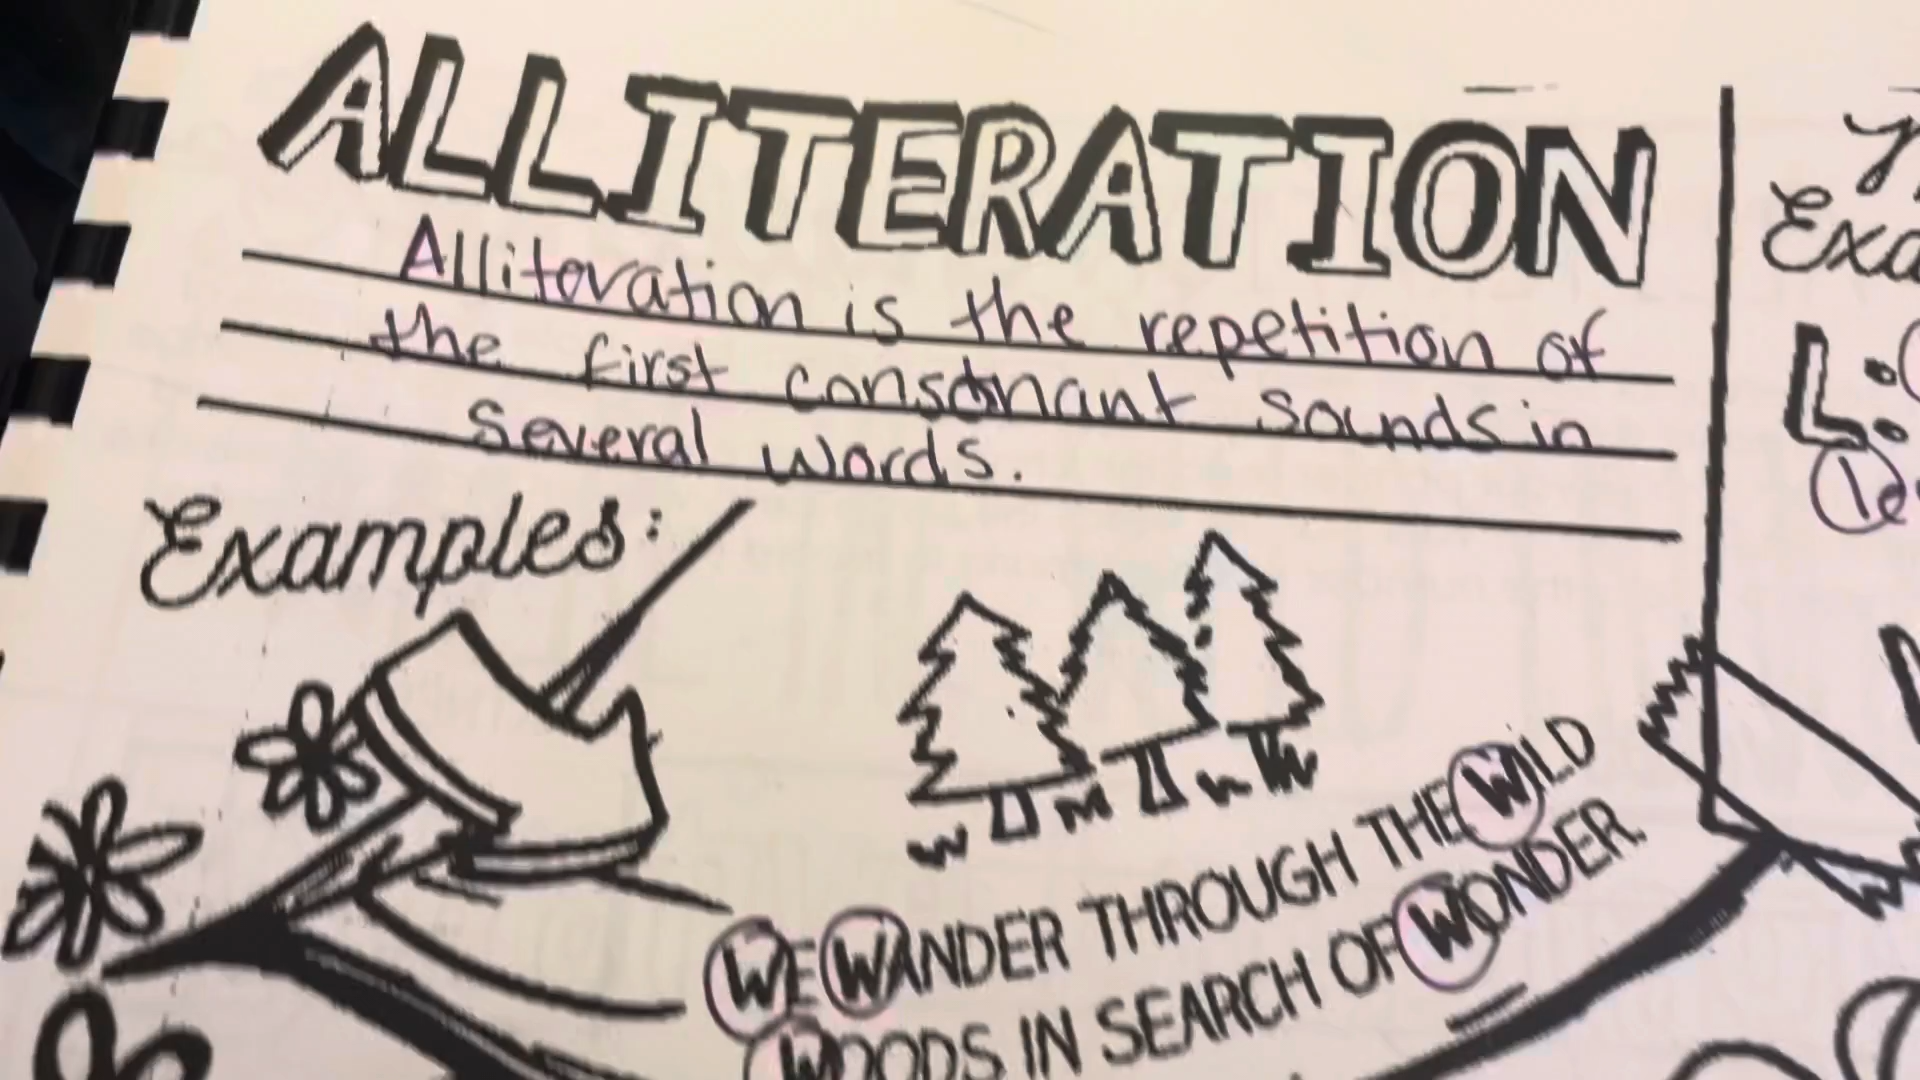 ALLITERATION
Alliteration is the repetition of
the first consonant sounds in
several words.
Examples:
WE WANDER THROUGH THE WILD
WOODS IN SEARCH OF WONDER.
L: